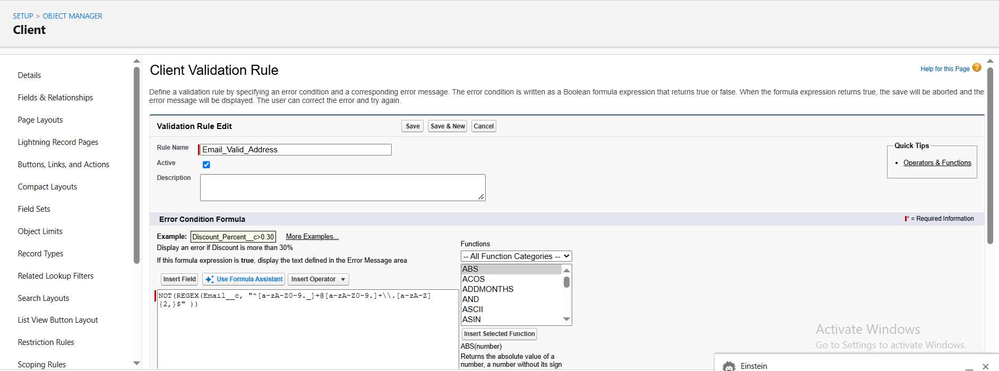 SETUP > OBJECT MANAGER
Client
Details
Fields & Relationships
Page Layouts
Lightning Record Pages
Buttons, Links, and Actions
Compact Layouts
Field Sets
Object Limits
Record Types
Related Lookup Filters
Search Layouts
List View Button Layout
Restriction Rules
Scoping Rules
Client Validation Rule
Help for this Page ?
Define a validation rule by specifying an error condition and a corresponding error message. The error condition is written as a Boolean formula expression that returns true or false. When the formula expression returns true, the save will be aborted and the
error message will be displayed. The user can correct the error and try again.
Validation Rule Edit
Save
Save & New
Cancel
Rule Name
Email_Valid_Address
Active
Description
Quick Tips
• Operators & Functions
Error Condition Formula
* = Required Information
Example: Discount_Percent__c>0.30 More Examples...
Display an error if Discount is more than 30%
If this formula expression is true, display the text defined in the Error Message area
Insert Field
Use Formula Assistant
Insert Operator
NOT(REGEX(Email__c, "^[a-zA-Z0-9._]+@[a-zA-Z0-9.]+\\.[a-zA-Z]
{2,}$" ))
Functions
-- All Function Categories --
ABS
ACOS
ADDMONTHS
AND
ASCII
ASIN
Insert Selected Function
ABS(number)
Returns the absolute value of a
number, a number without its sign
Activate Windows
Go to Settings to activate Windows.
Einstein